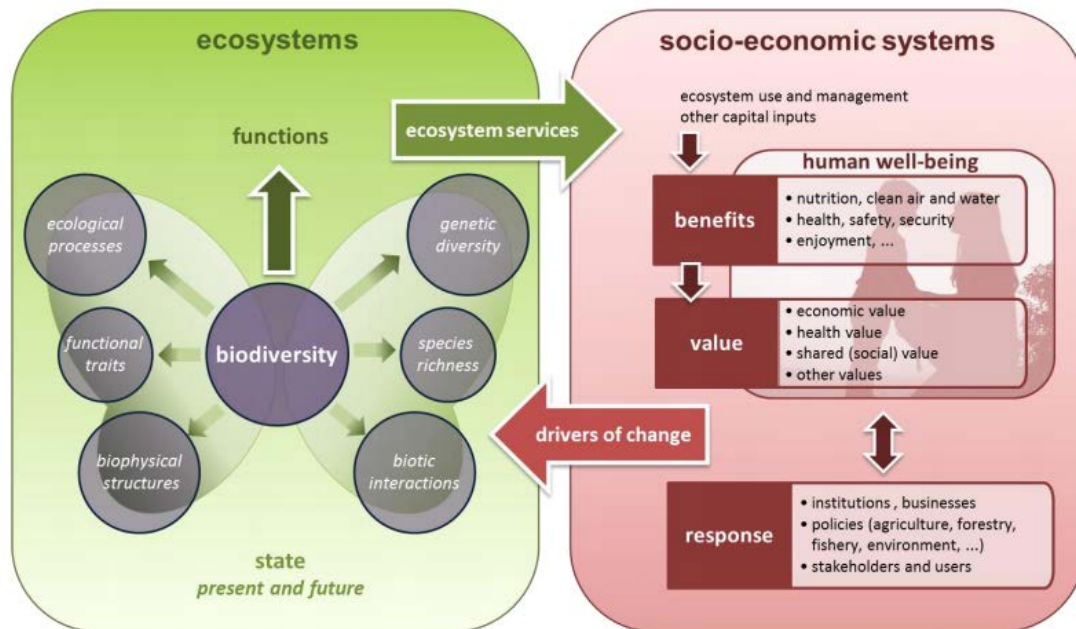 ecosystems
functions
ecological
processes
genetic
diversity
functional
traits
biodiversity
species
richness
biophysical
structures
biotic
interactions
state
present and future
ecosystem services
drivers of change
socio-economic systems
ecosystem use and management
other capital inputs
human well-being
benefits
• nutrition, clean air and water
• health, safety, security
• enjoyment, ...
value
• economic value
• health value
• shared (social) value
• other values
response
• institutions , businesses
• policies (agriculture, forestry,
fishery, environment, ...)
• stakeholders and users